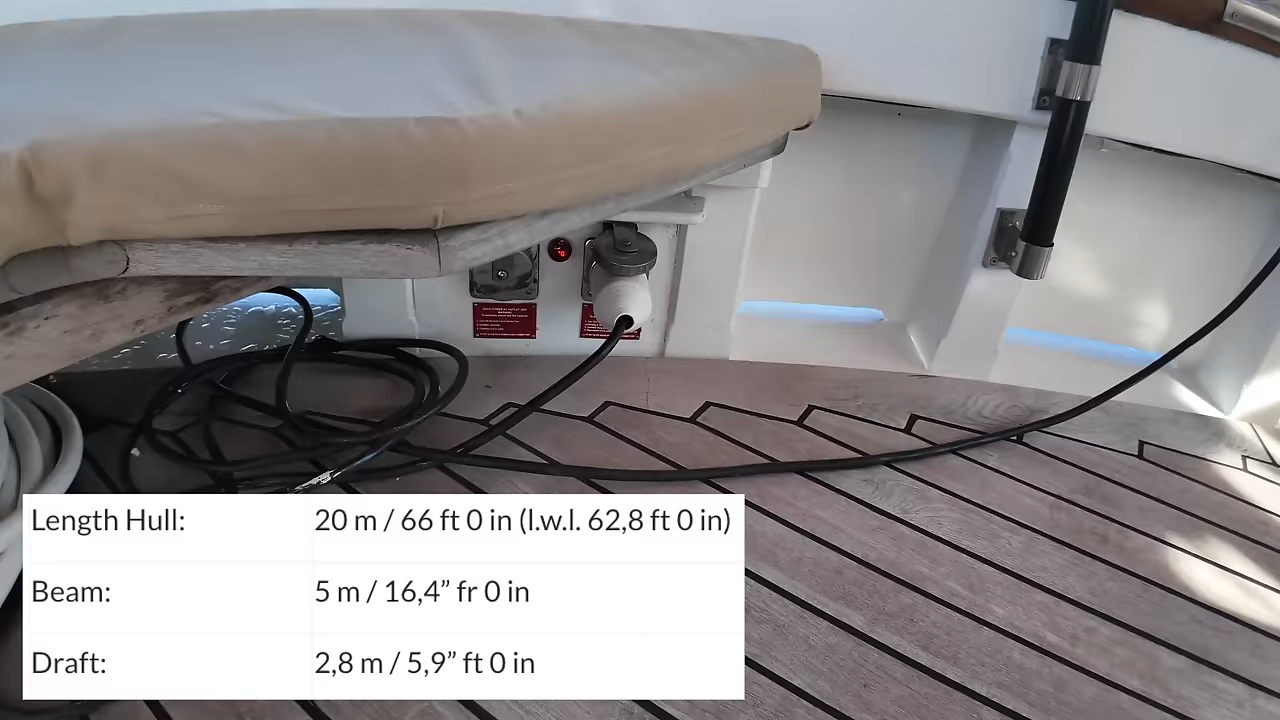 Length Hull: 20 m / 66 ft 0 in (l.w.l. 62,8 ft 0 in)
Beam: 5 m / 16,4” fr 0 in
Draft: 2,8 m / 5,9” ft 0 in
WARNING